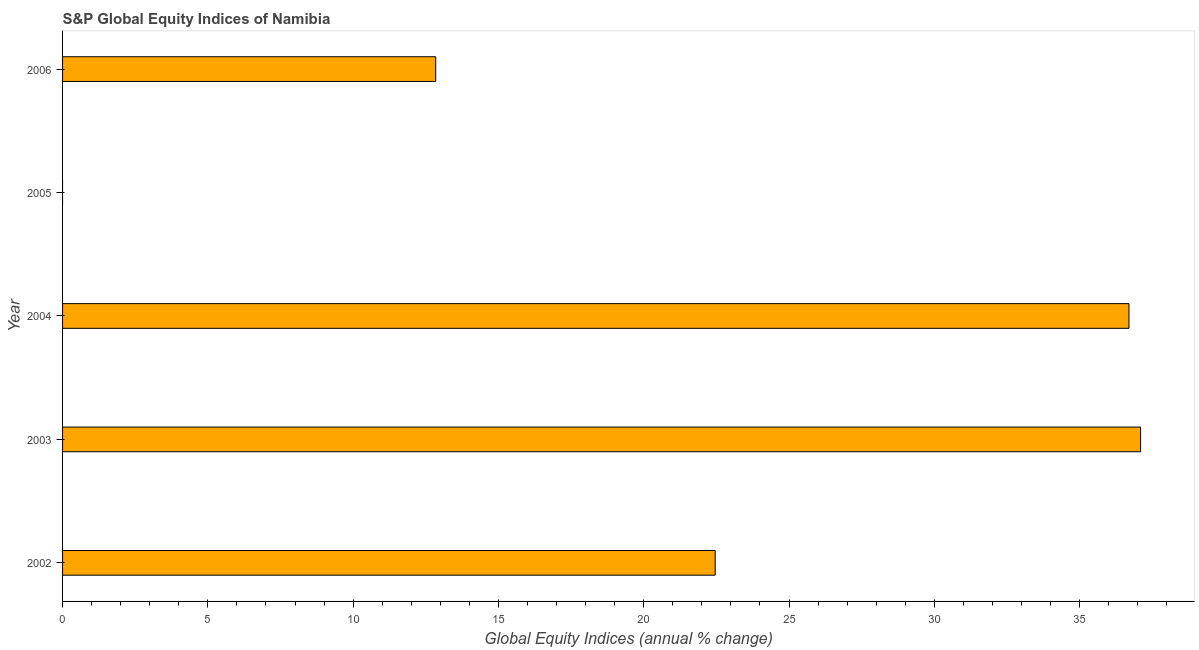 S&P Global Equity Indices of Namibia
2006
2005
2004
2003
2002
Year
0 5 10 15 20 25 30 35
Global Equity Indices (annual % change)